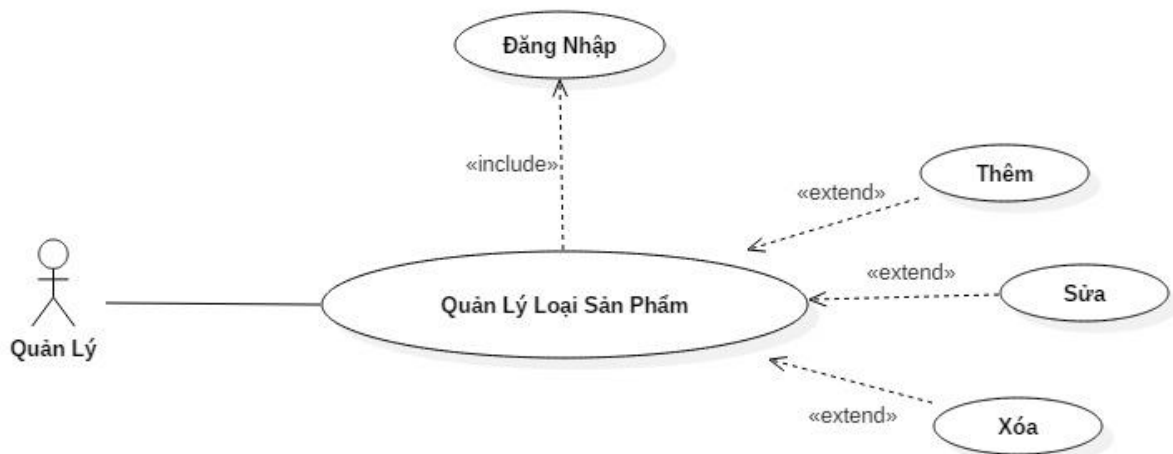 Đăng Nhập
«include»
Thêm
«extend»
«extend»
Sửa
Quản Lý Loại Sản Phẩm
Quản Lý
«extend»
Xóa